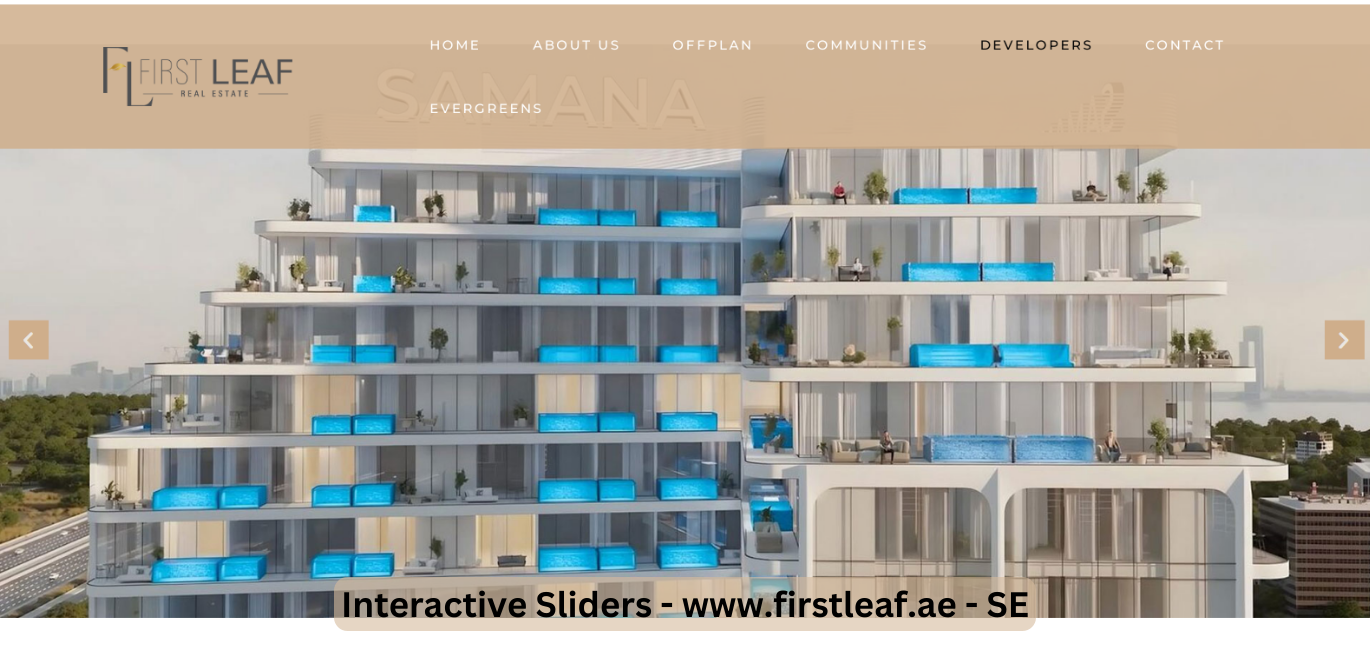 HOME ABOUT US OFFPLAN COMMUNITIES DEVELOPERS CONTACT
FL FIRST LEAF
REAL ESTATE
SAMANA
EVERGREENS
Interactive Sliders - www.firstleaf.ae - SE